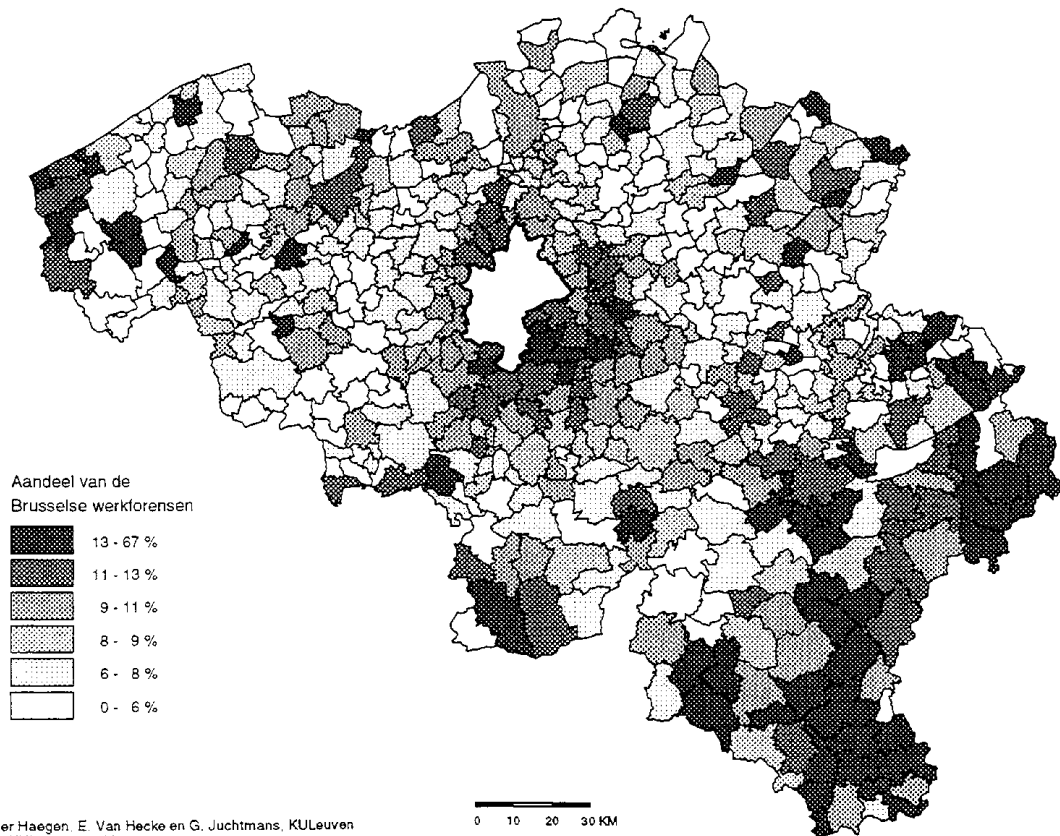 Aandeel van de
Brusselse werkforensen
13 - 67 %
11 - 13 %
9 - 11 %
8 - 9 %
6 - 8 %
0 - 6 %
er Haegen, E. Van Hecke en G. Juchtmans, KULeuven
0 10 20 30 KM